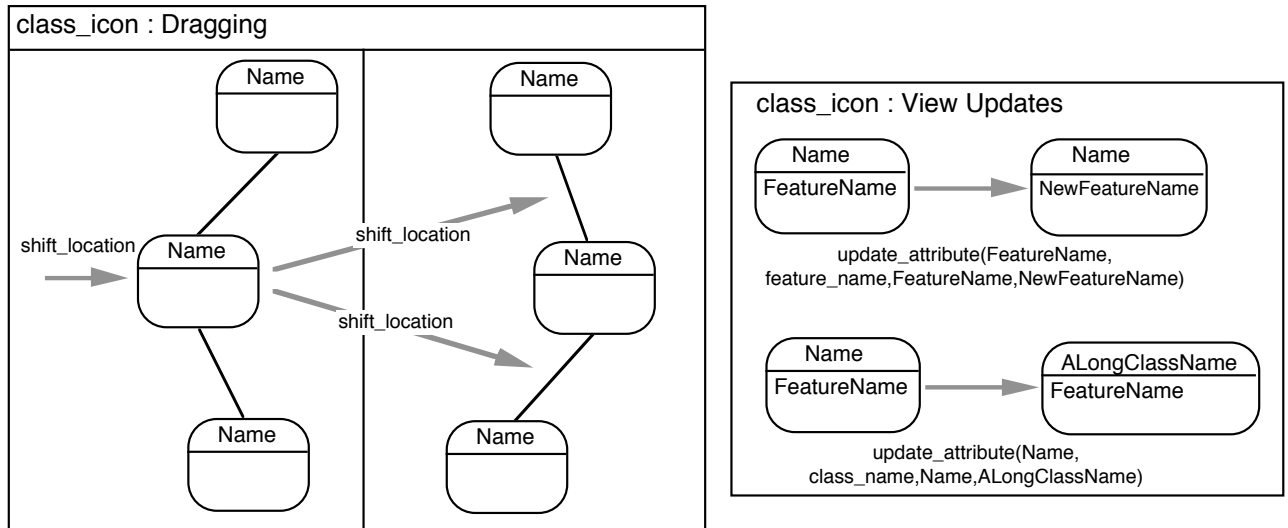 class_icon : Dragging
Name
Name
shift_location
Name
shift_location
shift_location
Name
Name
Name
Name
class_icon : View Updates
Name
FeatureName
Name
NewFeatureName
update_attribute(FeatureName,
feature_name,FeatureName,NewFeatureName)
Name
FeatureName
ALongClassName
FeatureName
update_attribute(Name,
class_name,Name,ALongClassName)